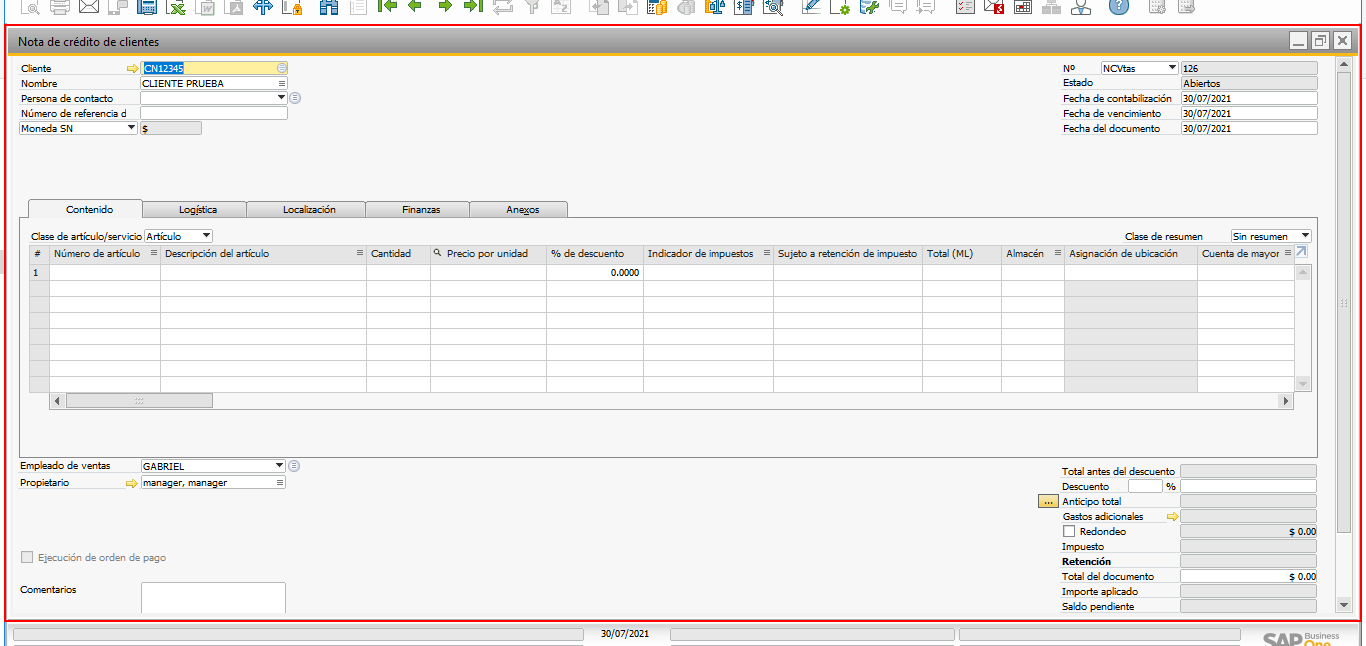 Nota de crédito de clientes
Cliente CN12345
Nombre CLIENTE PRUEBA
Persona de contacto
Número de referencia d
Moneda SN $
Nº NCVtas 126
Estado Abiertos
Fecha de contabilización 30/07/2021
Fecha de vencimiento 30/07/2021
Fecha del documento 30/07/2021
Contenido Logística Localización Finanzas Anexos
Clase de artículo/servicio Artículo Clase de resumen Sin resumen
# Número de artículo Descripción del artículo Cantidad Precio por unidad % de descuento Indicador de impuestos Sujeto a retención de impuesto Total (ML) Almacén Asignación de ubicación Cuenta de mayor
1 0.0000
Empleado de ventas GABRIEL
Propietario manager, manager
Ejecución de orden de pago
Comentarios
Total antes del descuento
Descuento %
... Anticipo total
Gastos adicionales
Redondeo $ 0.00
Impuesto
Retención
Total del documento $ 0.00
Importe aplicado
Saldo pendiente
30/07/2021
SAP Business One